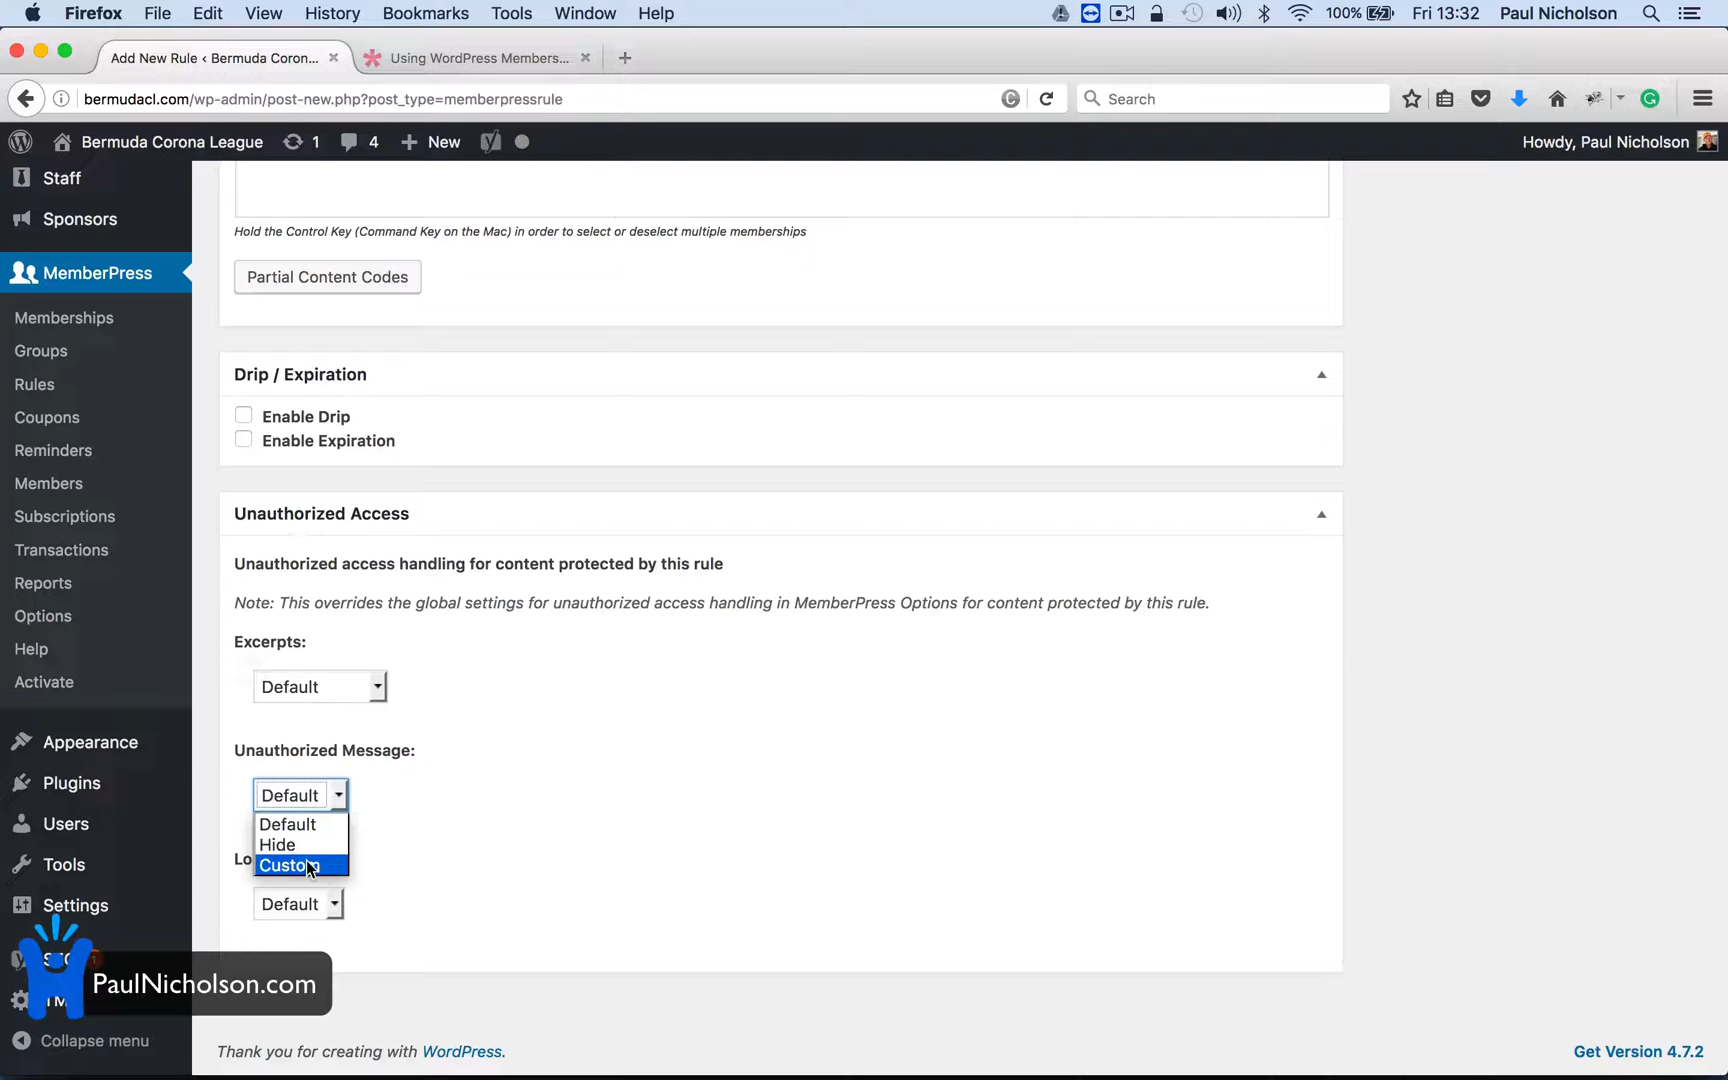 Firefox File Edit View History Bookmarks Tools Window Help 100% Fri 13:32 Paul Nicholson
Add New Rule ‹ Bermuda Coron... Using WordPress Members...
bermudacl.com/wp-admin/post-new.php?post_type=memberpressrule Search
Bermuda Corona League 1 4 New Howdy, Paul Nicholson
Staff
Sponsors
MemberPress
Memberships
Groups
Rules
Coupons
Reminders
Members
Subscriptions
Transactions
Reports
Options
Help
Activate
Appearance
Plugins
Users
Tools
Settings
PaulNicholson.com
Collapse menu
Hold the Control Key (Command Key on the Mac) in order to select or deselect multiple memberships
Partial Content Codes
Drip / Expiration
Enable Drip
Enable Expiration
Unauthorized Access
Unauthorized access handling for content protected by this rule
Note: This overrides the global settings for unauthorized access handling in MemberPress Options for content protected by this rule.
Excerpts:
Default
Unauthorized Message:
Default
Default
Hide
Custom
Default
Thank you for creating with WordPress.
Get Version 4.7.2